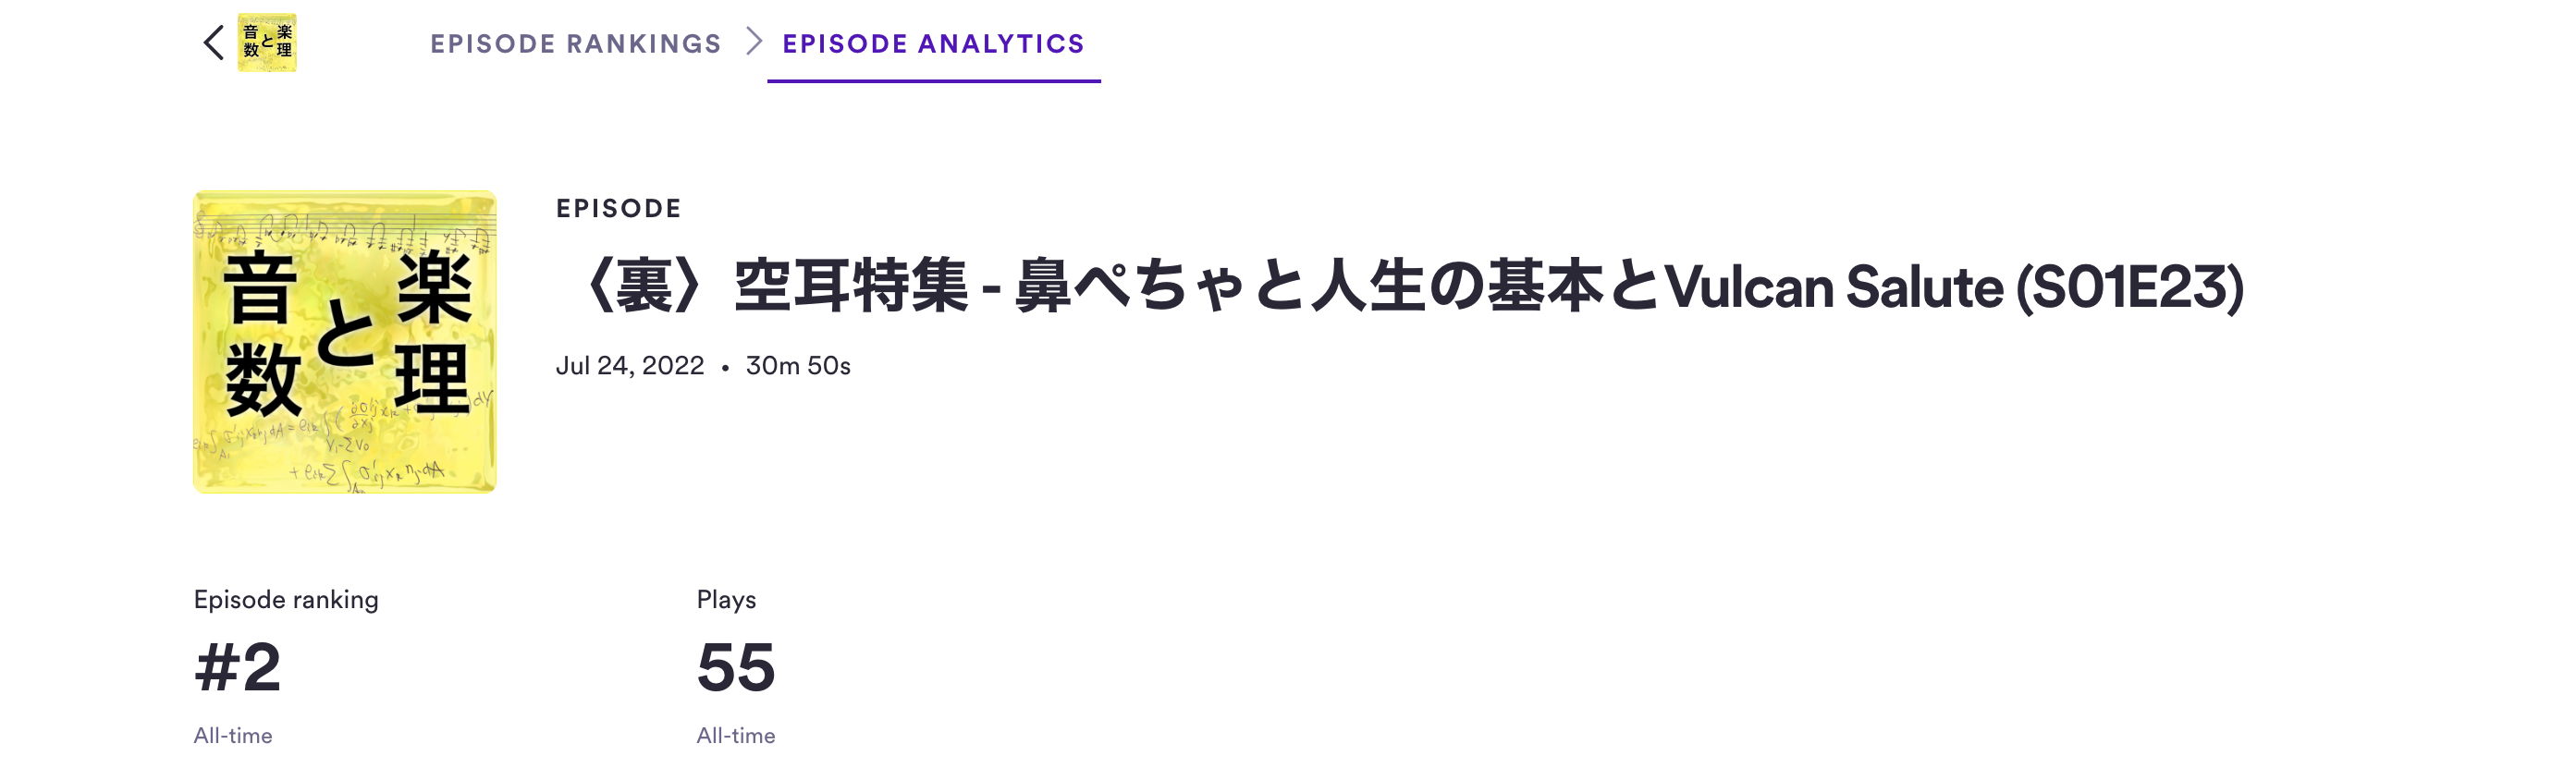 音楽と数理
EPISODE RANKINGS > EPISODE ANALYTICS
音楽
と
数理
EPISODE
〈裏〉空耳特集 - 鼻ぺちゃと人生の基本とVulcan Salute (S01E23)
Jul 24, 2022 • 30m 50s
Episode ranking
Plays
#2
55
All-time
All-time